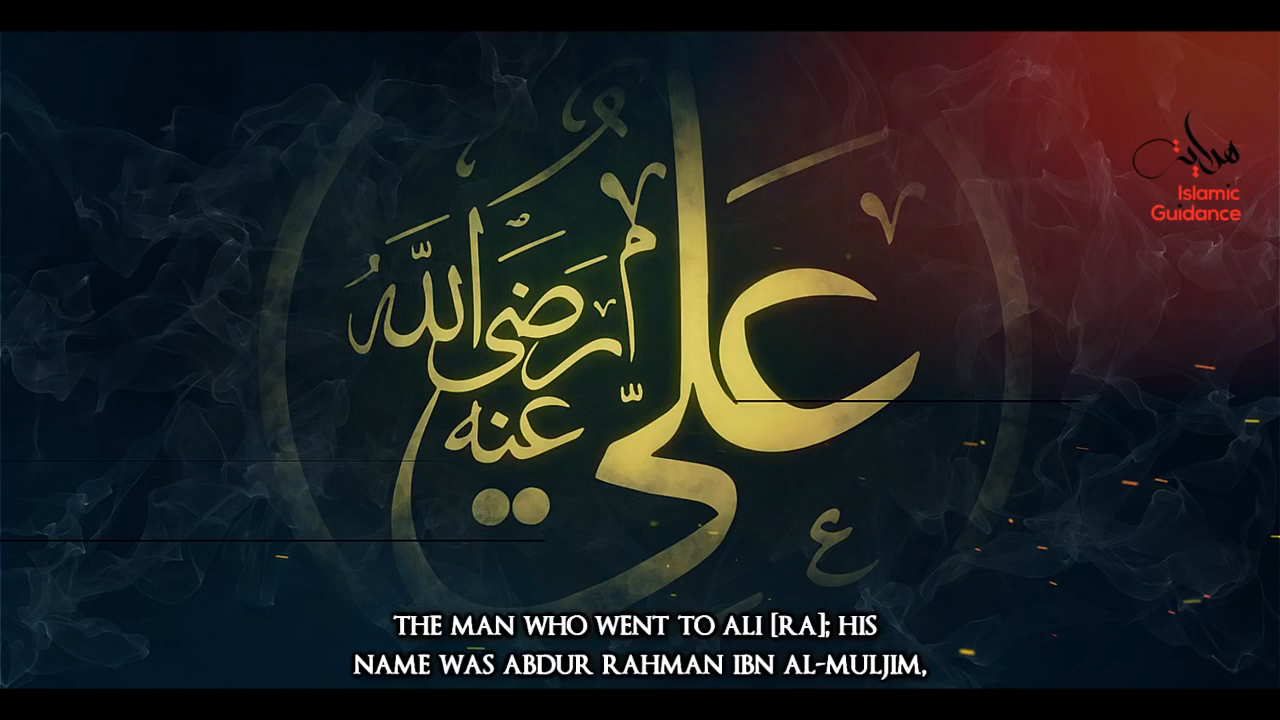 عليّ رضي الله عنه
هداية
Islamic
Guidance
THE MAN WHO WENT TO ALI [RA]; HIS
NAME WAS ABDUR RAHMAN IBN AL-MULJIM,